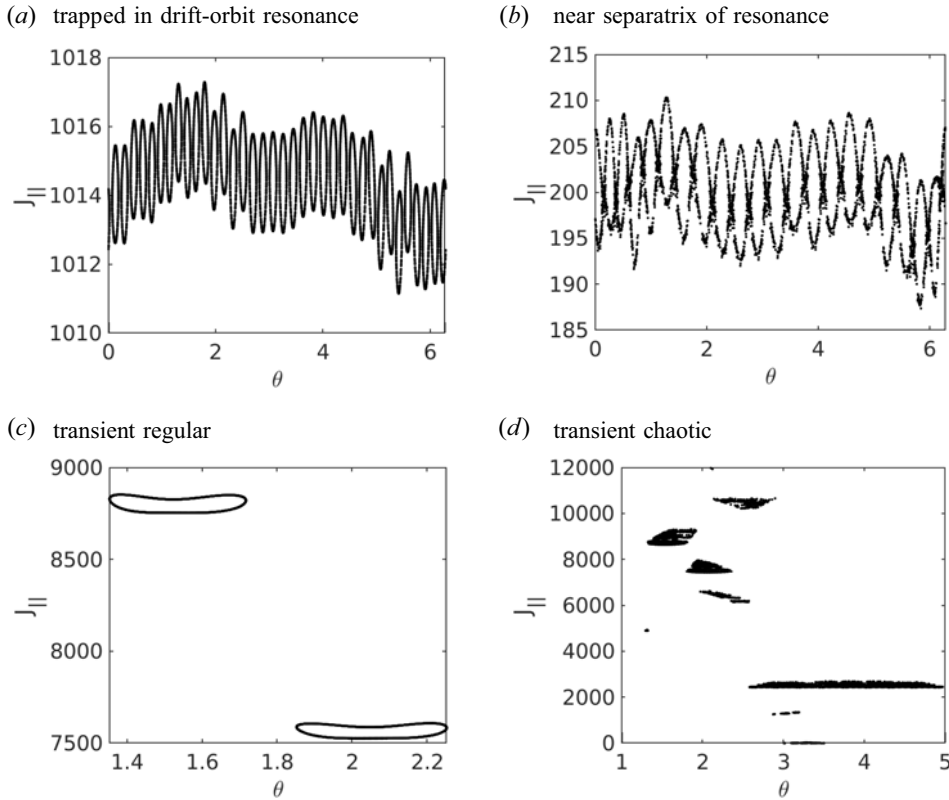 (a) trapped in drift-orbit resonance
1018
1016
1014
1012
1010
J||
0 2 4 6
θ
(b) near separatrix of resonance
215
210
205
200
195
190
185
J||
0 2 4 6
θ
(c) transient regular
9000
8500
8000
7500
J||
1.4 1.6 1.8 2 2.2
θ
(d) transient chaotic
12000
10000
8000
6000
4000
2000
0
J||
1 2 3 4 5
θ